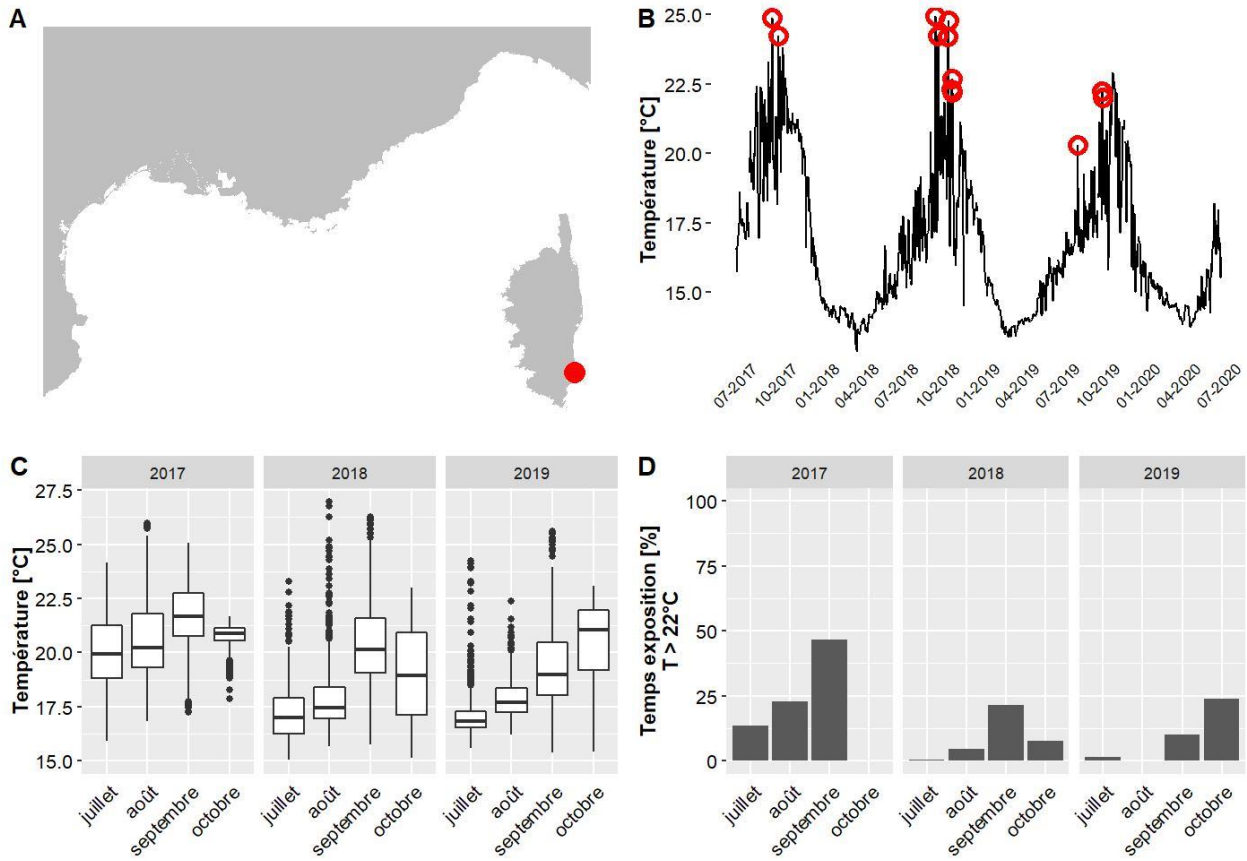 A
B
Température [°C]
25.0
22.5
20.0
17.5
15.0
07-2017
10-2017
01-2018
04-2018
07-2018
10-2018
01-2019
04-2019
07-2019
10-2019
01-2020
04-2020
07-2020
C
2017
2018
2019
Température [°C]
27.5
25.0
22.5
20.0
17.5
15.0
juillet
août
septembre
octobre
juillet
août
septembre
octobre
juillet
août
septembre
octobre
D
2017
2018
2019
Temps exposition [%]
T > 22°C
100
75
50
25
0
juillet
août
septembre
octobre
juillet
août
septembre
octobre
juillet
août
septembre
octobre